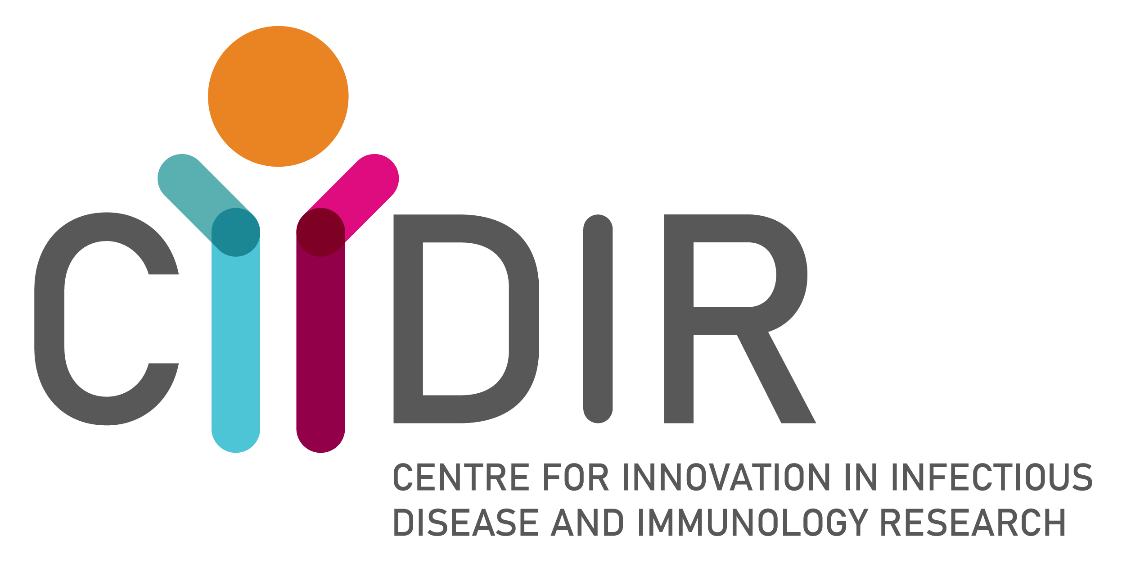 CIIDIR
CENTRE FOR INNOVATION IN INFECTIOUS
DISEASE AND IMMUNOLOGY RESEARCH